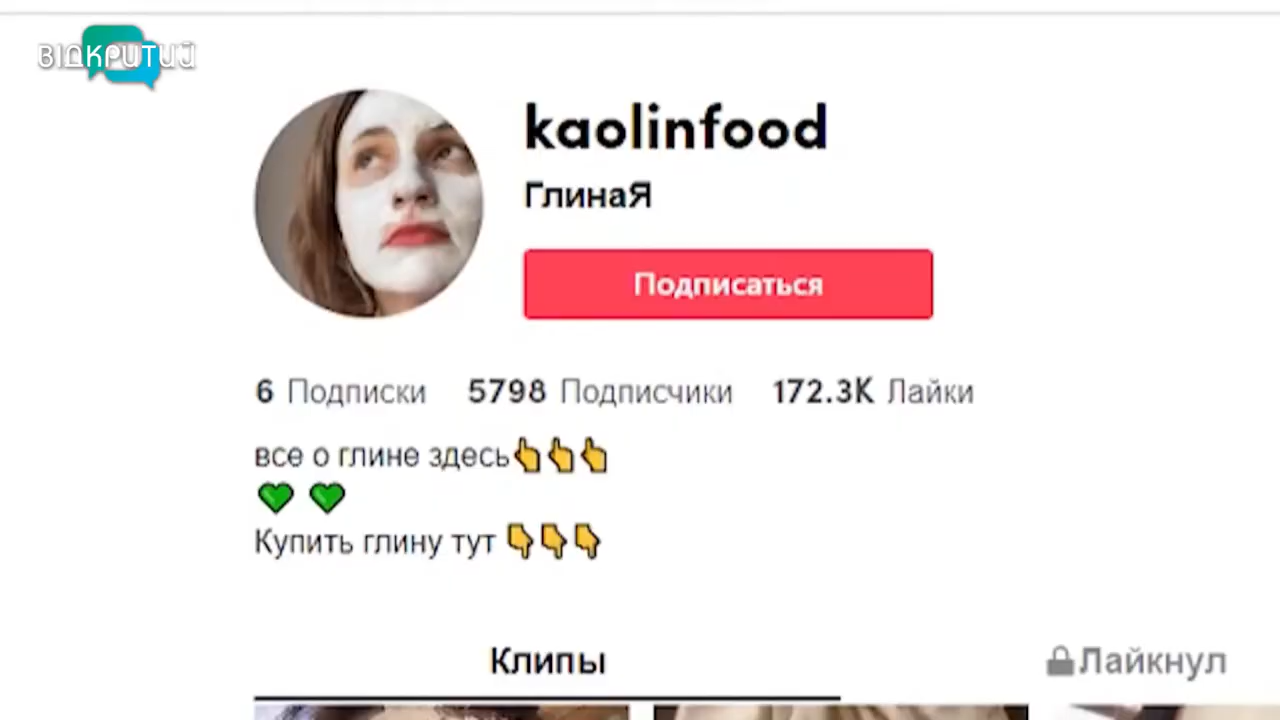 ВІДКРИТИЙ
kaolinfood
ГлинаЯ
Подписаться
6 Подписки 5798 Подписчики 172.3K Лайки
все о глине здесь👆👆👆
💚 💚
Купить глину тут 👇👇👇
Клипы
Лайкнул